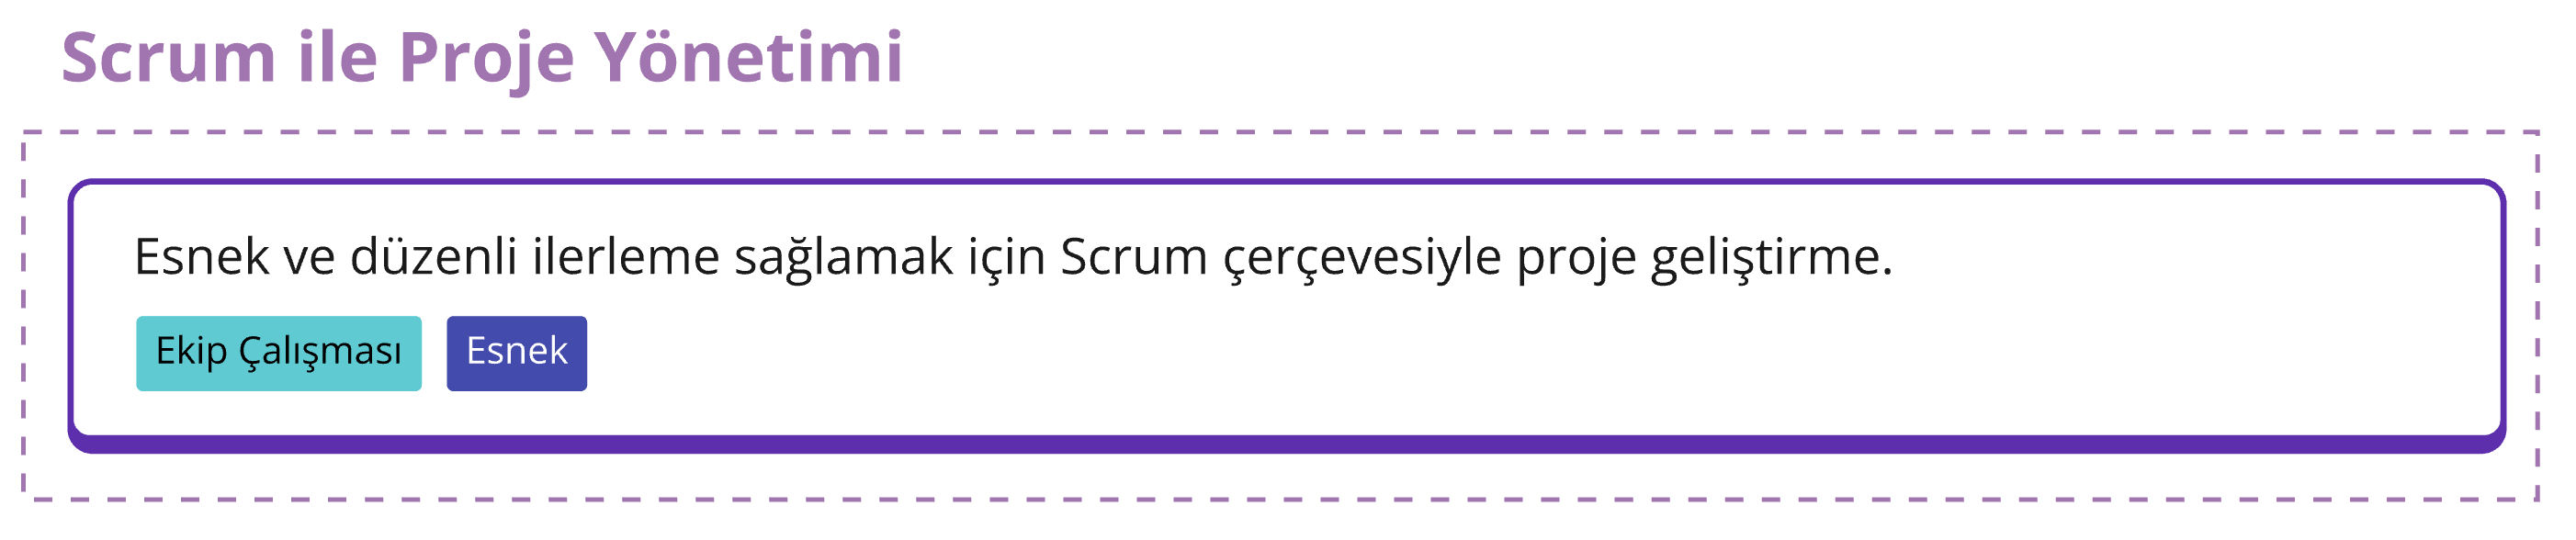 Scrum ile Proje Yönetimi
Esnek ve düzenli ilerleme sağlamak için Scrum çerçevesiyle proje geliştirme.
Ekip Çalışması Esnek